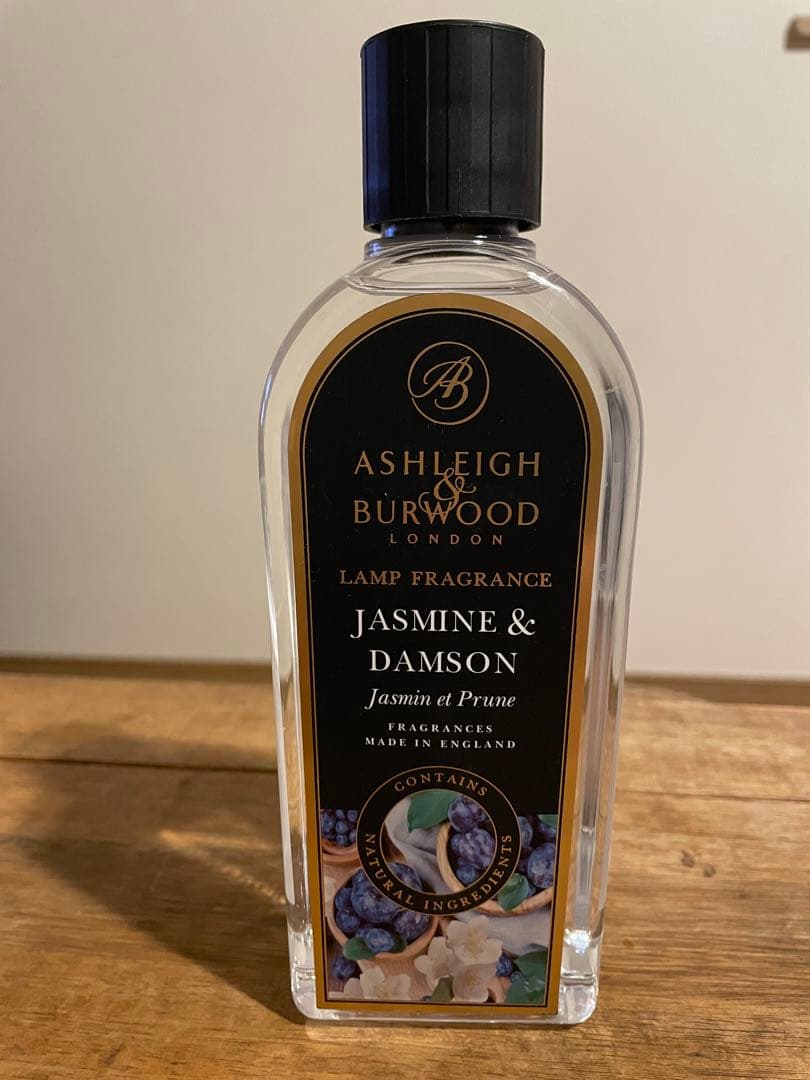 AB
ASHLEIGH
&
BURWOOD
LONDON
LAMP FRAGRANCE
JASMINE &
DAMSON
Jasmin et Prune
FRAGRANCES
MADE IN ENGLAND
CONTAINS
NATURAL INGREDIENTS